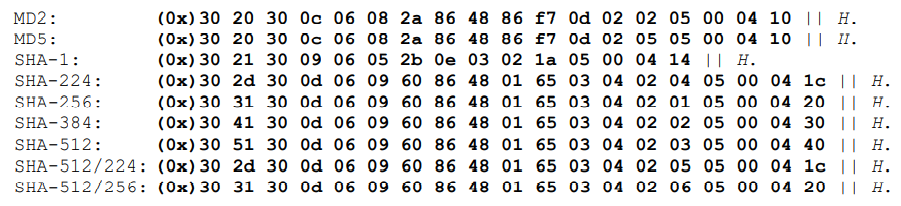 MD2: (0x)30 20 30 0c 06 08 2a 86 48 86 f7 0d 02 02 05 00 04 10 || H.
MD5: (0x)30 20 30 0c 06 08 2a 86 48 86 f7 0d 02 05 05 00 04 10 || H.
SHA-1: (0x)30 21 30 09 06 05 2b 0e 03 02 1a 05 00 04 14 || H.
SHA-224: (0x)30 2d 30 0d 06 09 60 86 48 01 65 03 04 02 04 05 00 04 1c || H.
SHA-256: (0x)30 31 30 0d 06 09 60 86 48 01 65 03 04 02 01 05 00 04 20 || H.
SHA-384: (0x)30 41 30 0d 06 09 60 86 48 01 65 03 04 02 02 05 00 04 30 || H.
SHA-512: (0x)30 51 30 0d 06 09 60 86 48 01 65 03 04 02 03 05 00 04 40 || H.
SHA-512/224: (0x)30 2d 30 0d 06 09 60 86 48 01 65 03 04 02 05 05 00 04 1c || H.
SHA-512/256: (0x)30 31 30 0d 06 09 60 86 48 01 65 03 04 02 06 05 00 04 20 || H.